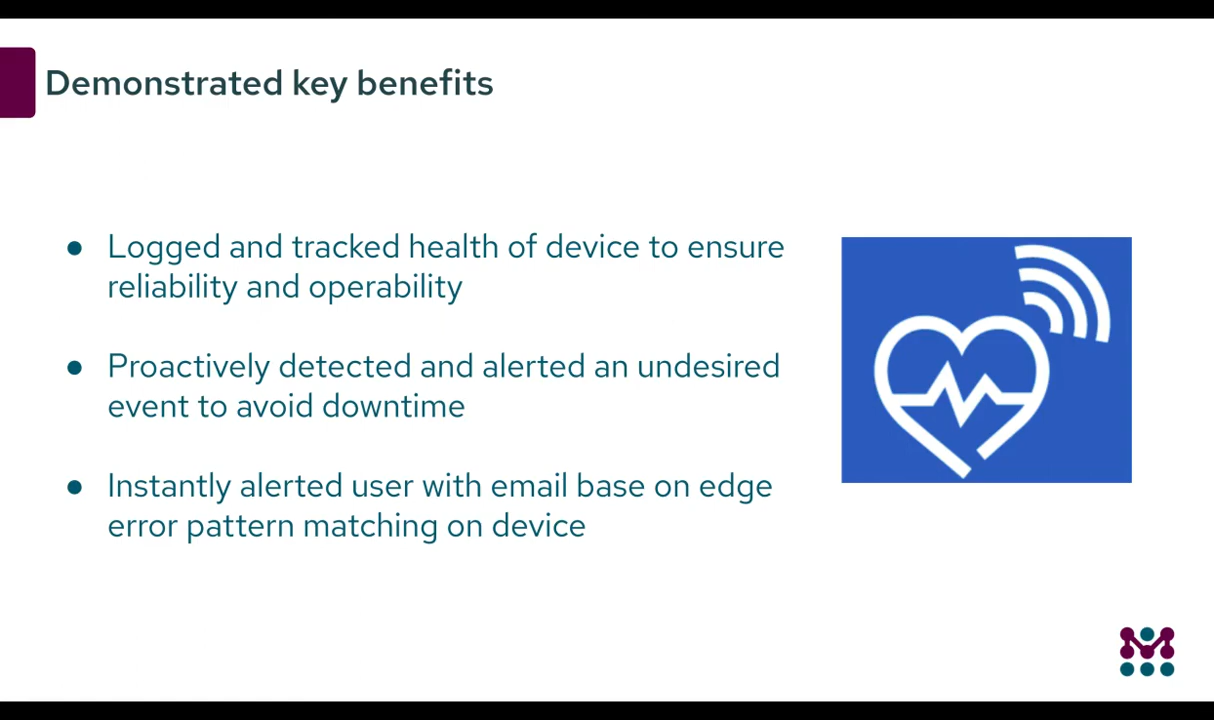 Demonstrated key benefits
● Logged and tracked health of device to ensure
reliability and operability
● Proactively detected and alerted an undesired
event to avoid downtime
● Instantly alerted user with email base on edge
error pattern matching on device